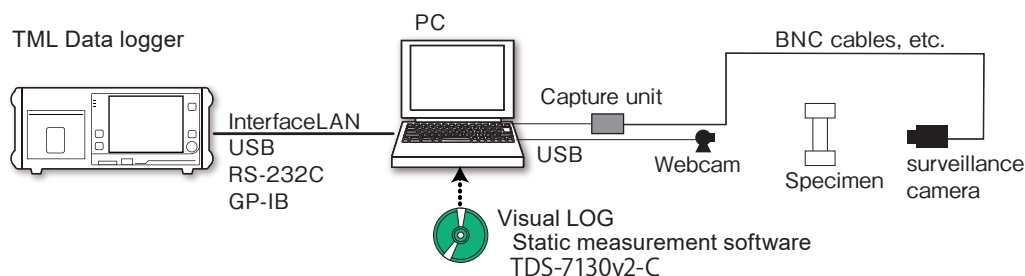 PC
TML Data logger
BNC cables, etc.
Capture unit
InterfaceLAN
USB
RS-232C
GP-IB
USB
Webcam
Specimen
surveillance
camera
Visual LOG
Static measurement software
TDS-7130v2-C